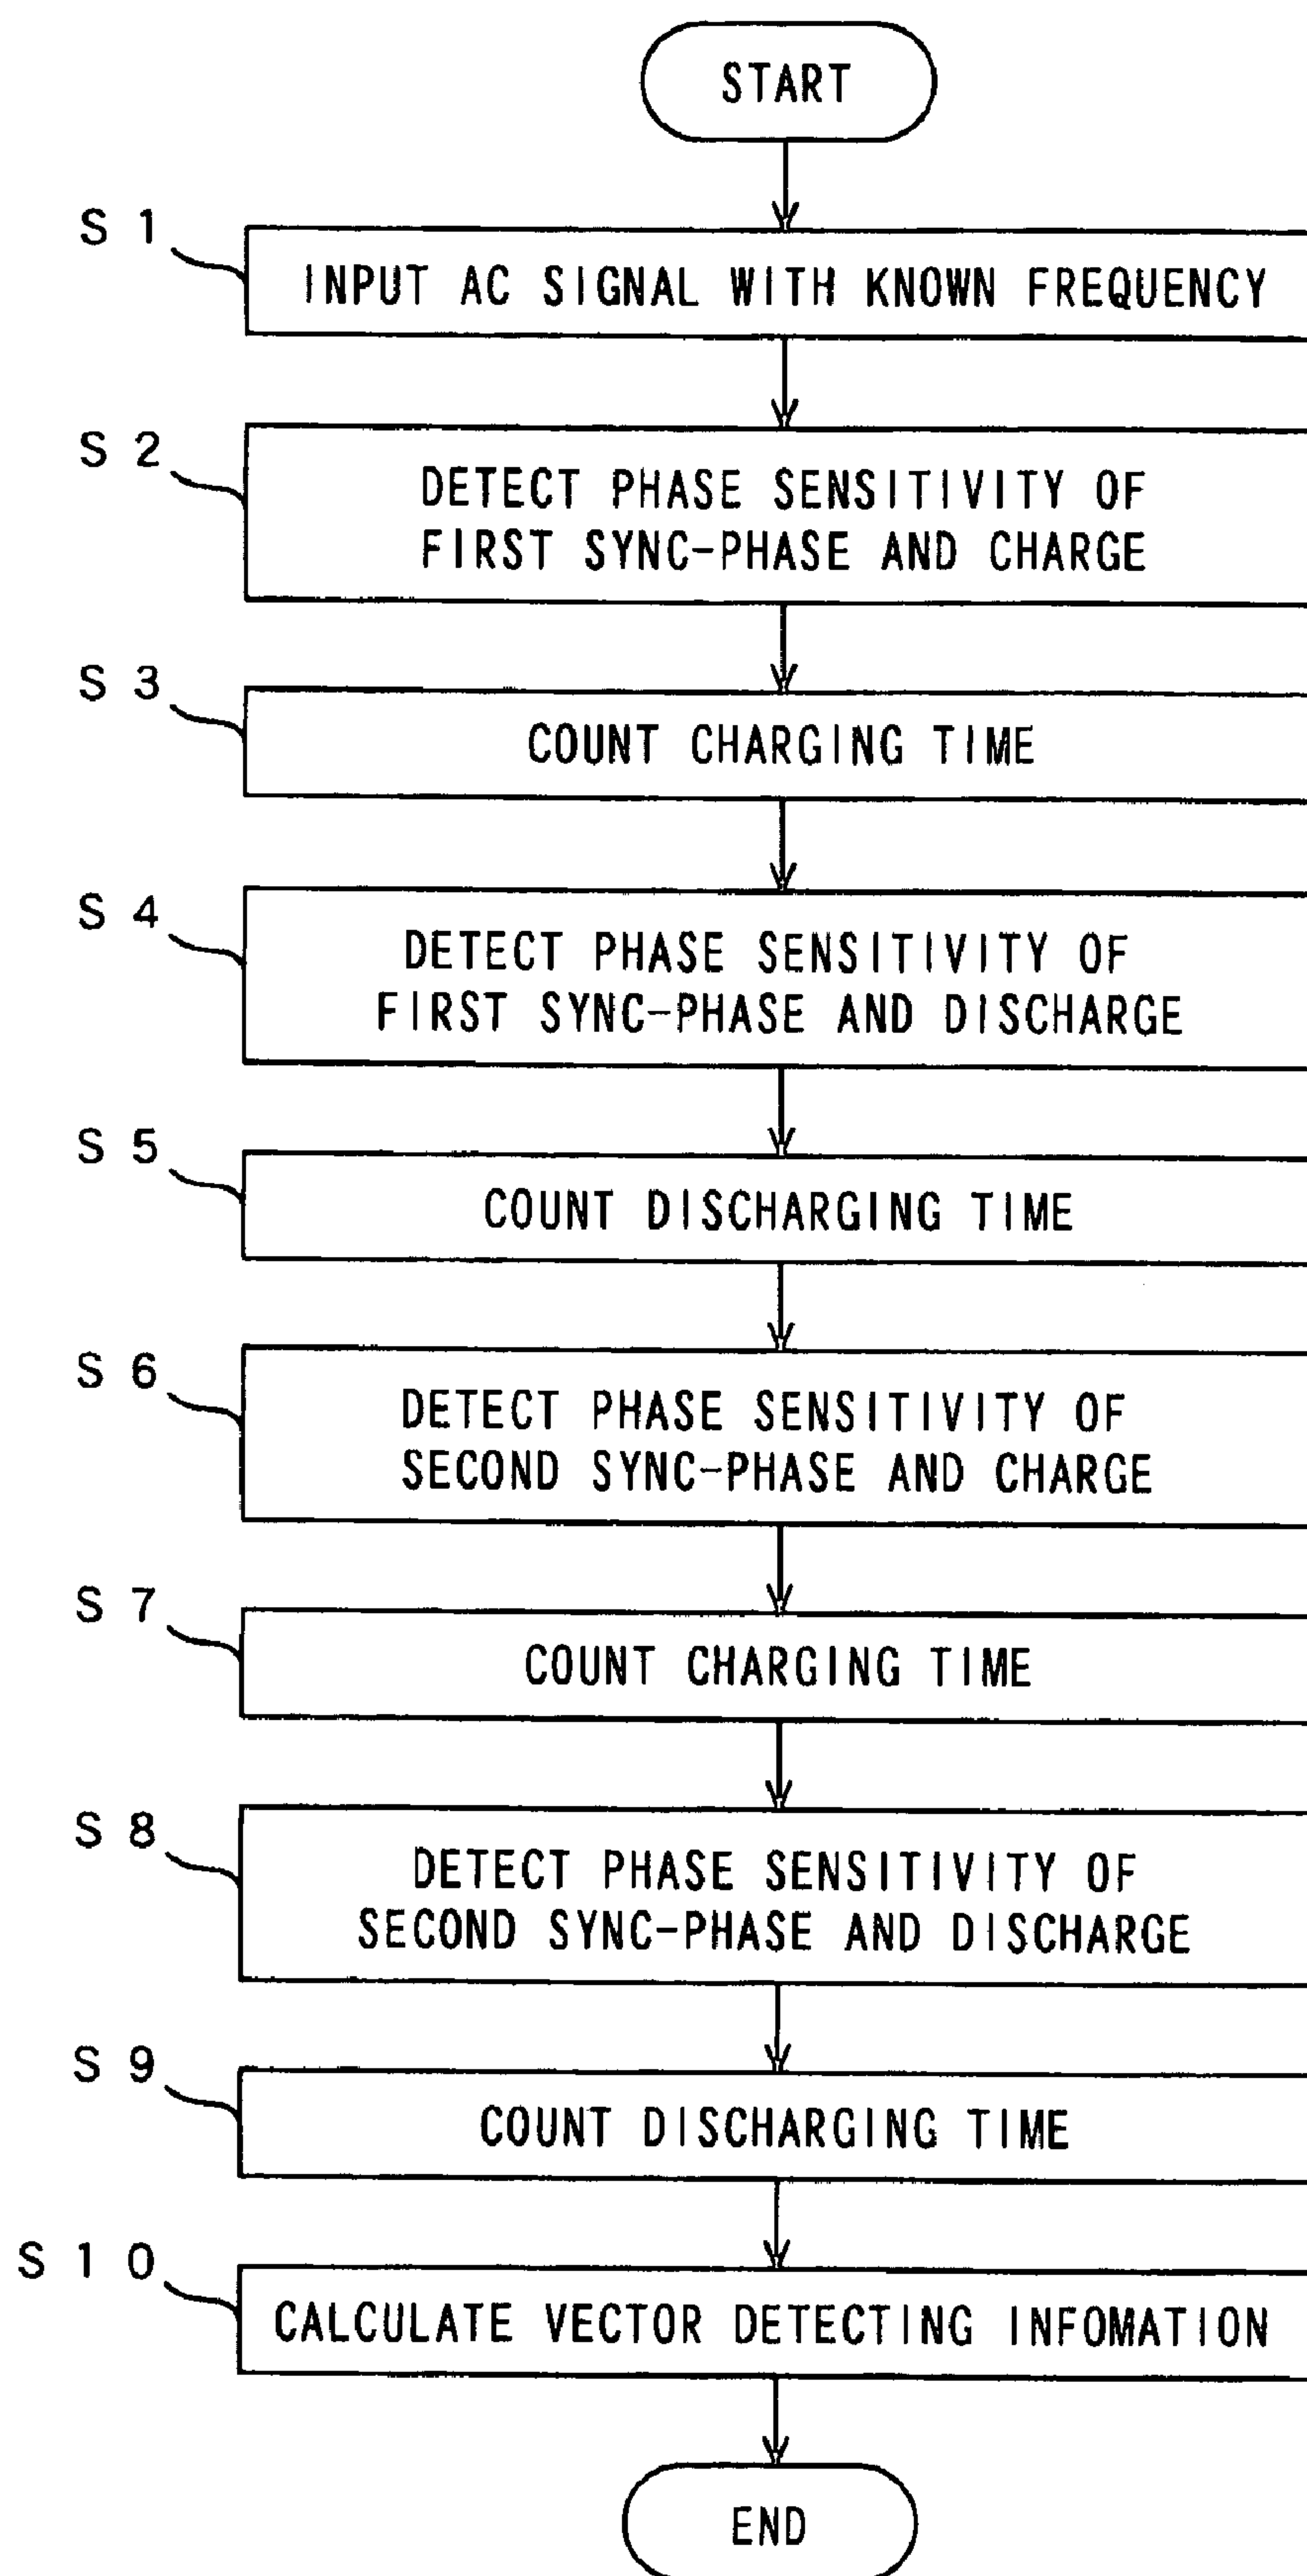 START
S 1
INPUT AC SIGNAL WITH KNOWN FREQUENCY
S 2
DETECT PHASE SENSITIVITY OF
FIRST SYNC-PHASE AND CHARGE
S 3
COUNT CHARGING TIME
S 4
DETECT PHASE SENSITIVITY OF
FIRST SYNC-PHASE AND DISCHARGE
S 5
COUNT DISCHARGING TIME
S 6
DETECT PHASE SENSITIVITY OF
SECOND SYNC-PHASE AND CHARGE
S 7
COUNT CHARGING TIME
S 8
DETECT PHASE SENSITIVITY OF
SECOND SYNC-PHASE AND DISCHARGE
S 9
COUNT DISCHARGING TIME
S 1 0
CALCULATE VECTOR DETECTING INFOMATION
END